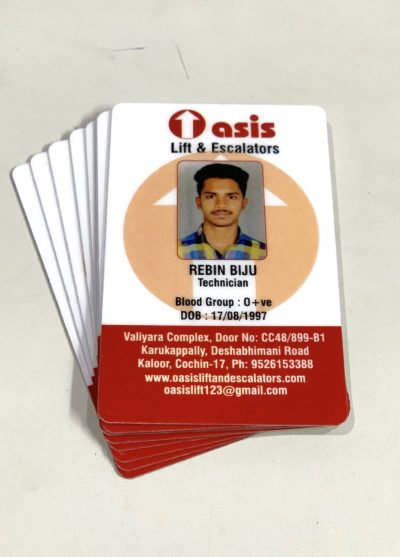 asis
Lift & Escalators
REBIN BIJU
Technician
Blood Group : O+ve
DOB : 17/08/1997
Valiyara Complex, Door No: CC48/899-B1
Karukappally, Deshabhimani Road
Kaloor, Cochin-17, Ph: 9526153388
www.oasisliftandescalators.com
oasislift123@gmail.com